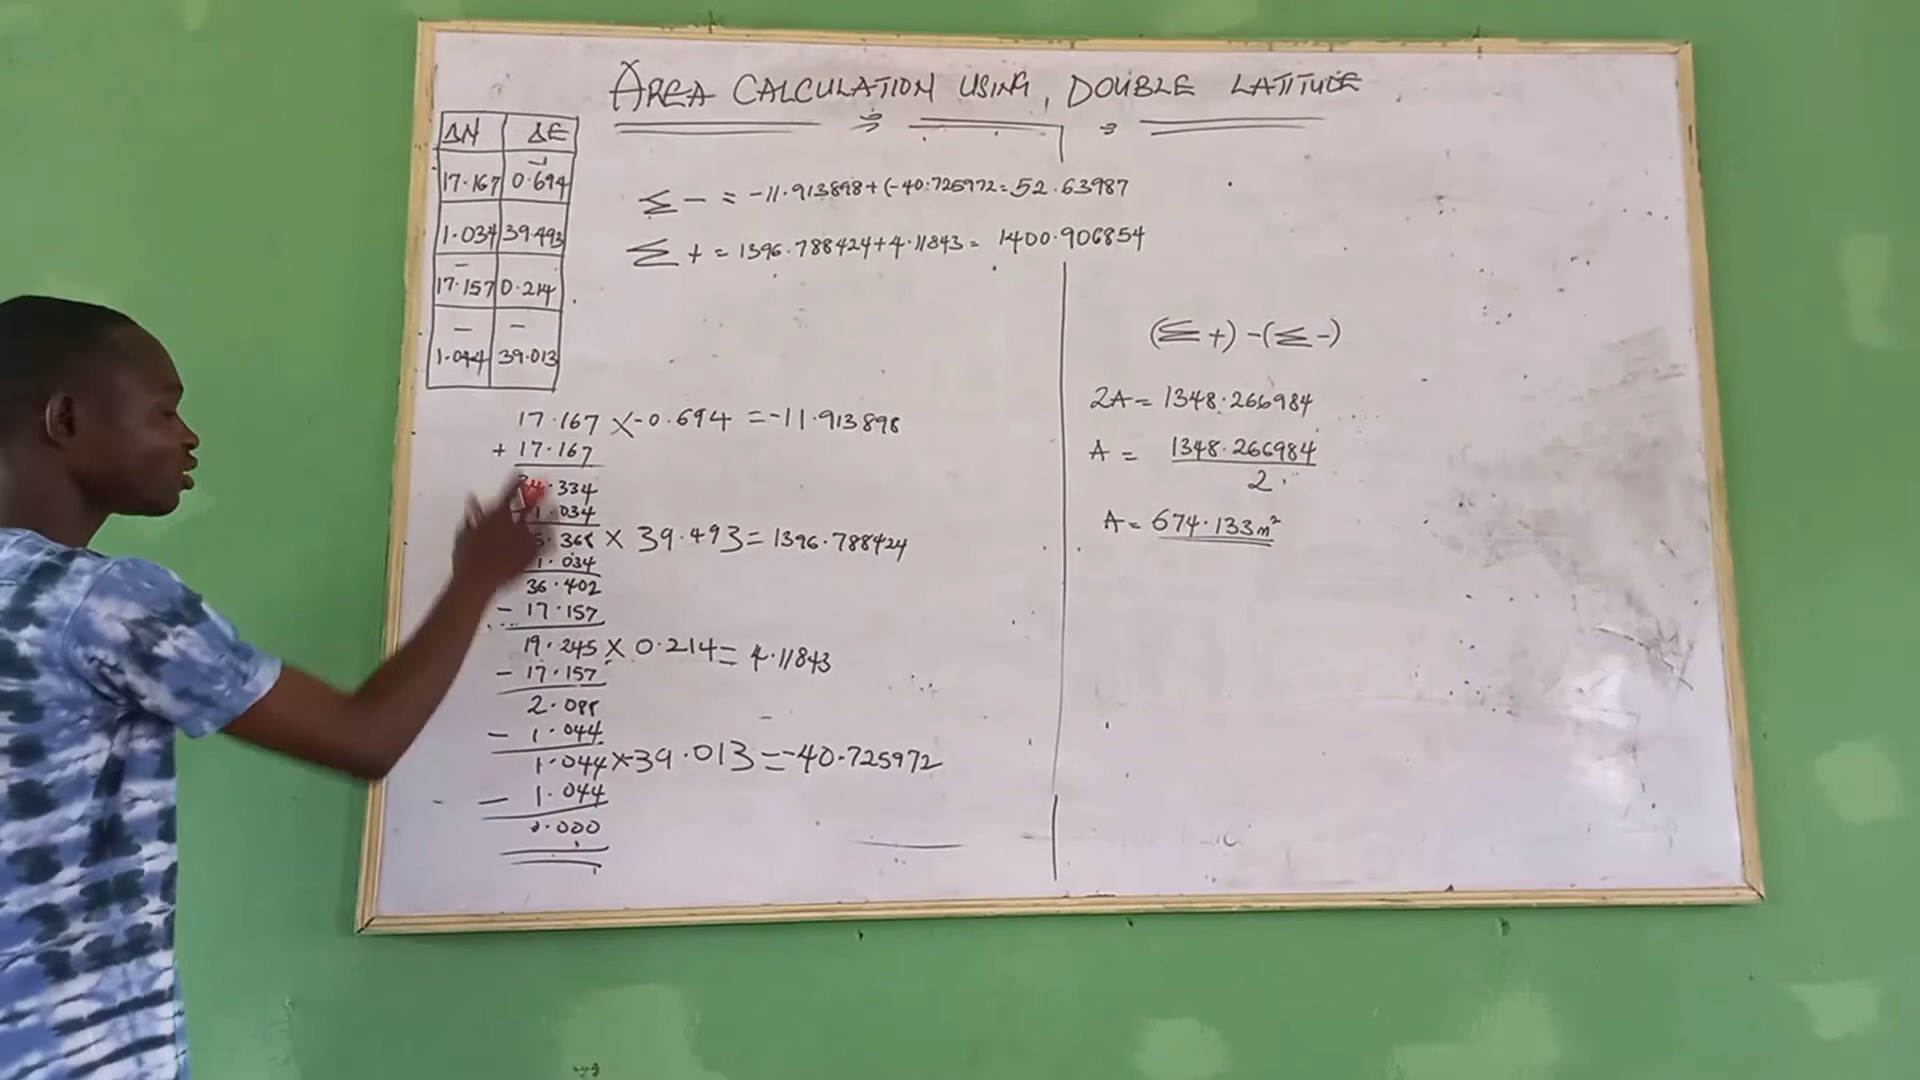 AREA CALCULATION USING DOUBLE LATITUDE
ΔN ΔE
17.167 -0.694
1.034 39.493
-17.157 0.214
-1.044 -39.013
Σ - = -11.913898+(-40.725972=52.63987
Σ + = 1396.788424+4.11843= 1400.906854
17.167 X -0.694 =-11.913898
+ 17.167
34.334
1.034
.368 X 39.493=1396.788424
1.034
36.402
- 17.157
19.245 X 0.214= 4.11843
- 17.157
2.088
- 1.044
1.044 X-39.013=-40.725972
- 1.044
0.000
(Σ +) -(Σ -)
2A= 1348.266984
A = 1348.266984
2
A= 674.133m²